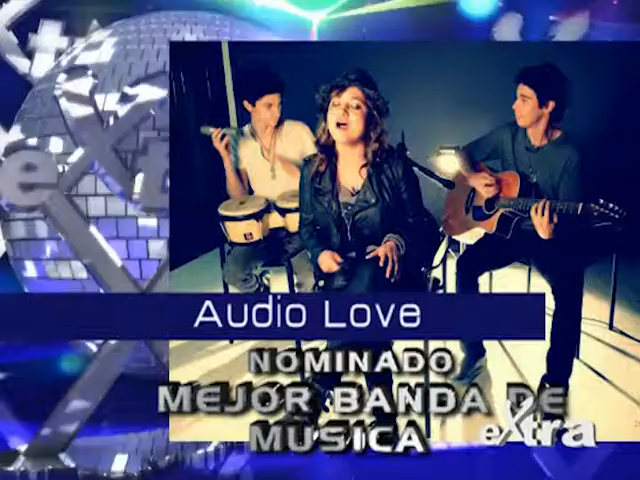 Audio Love
NOMINADO
MEJOR BANDA DE
MUSICA
extra